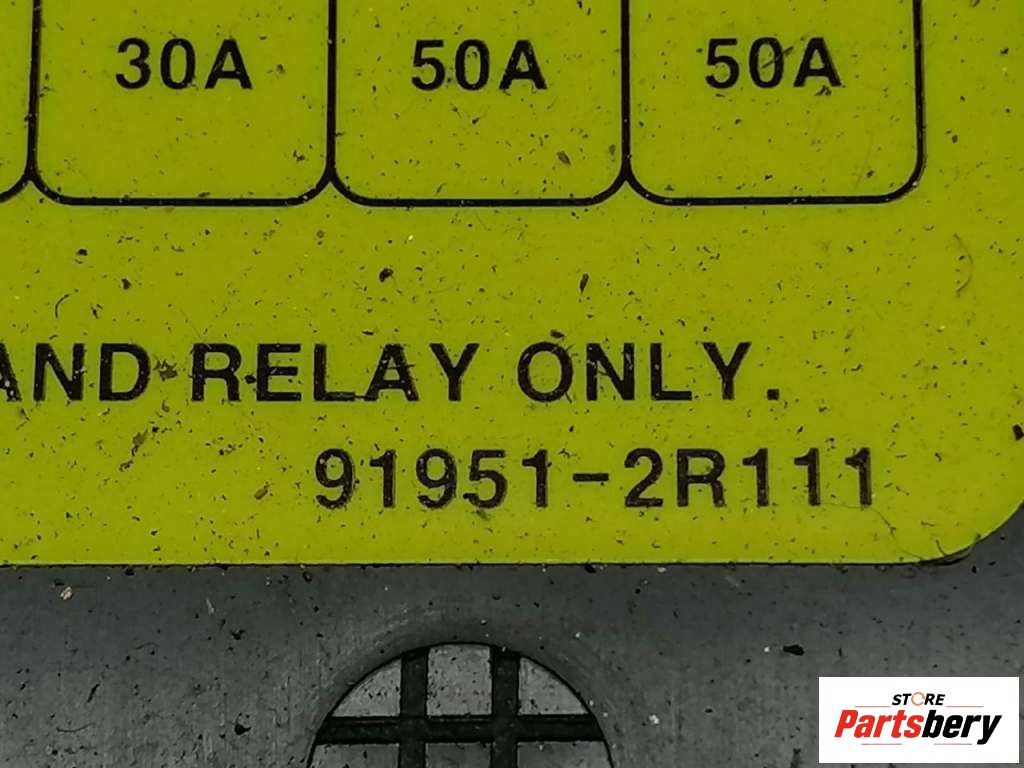 30A 50A 50A
AND RELAY ONLY.
91951-2R111
STORE
Partsbery